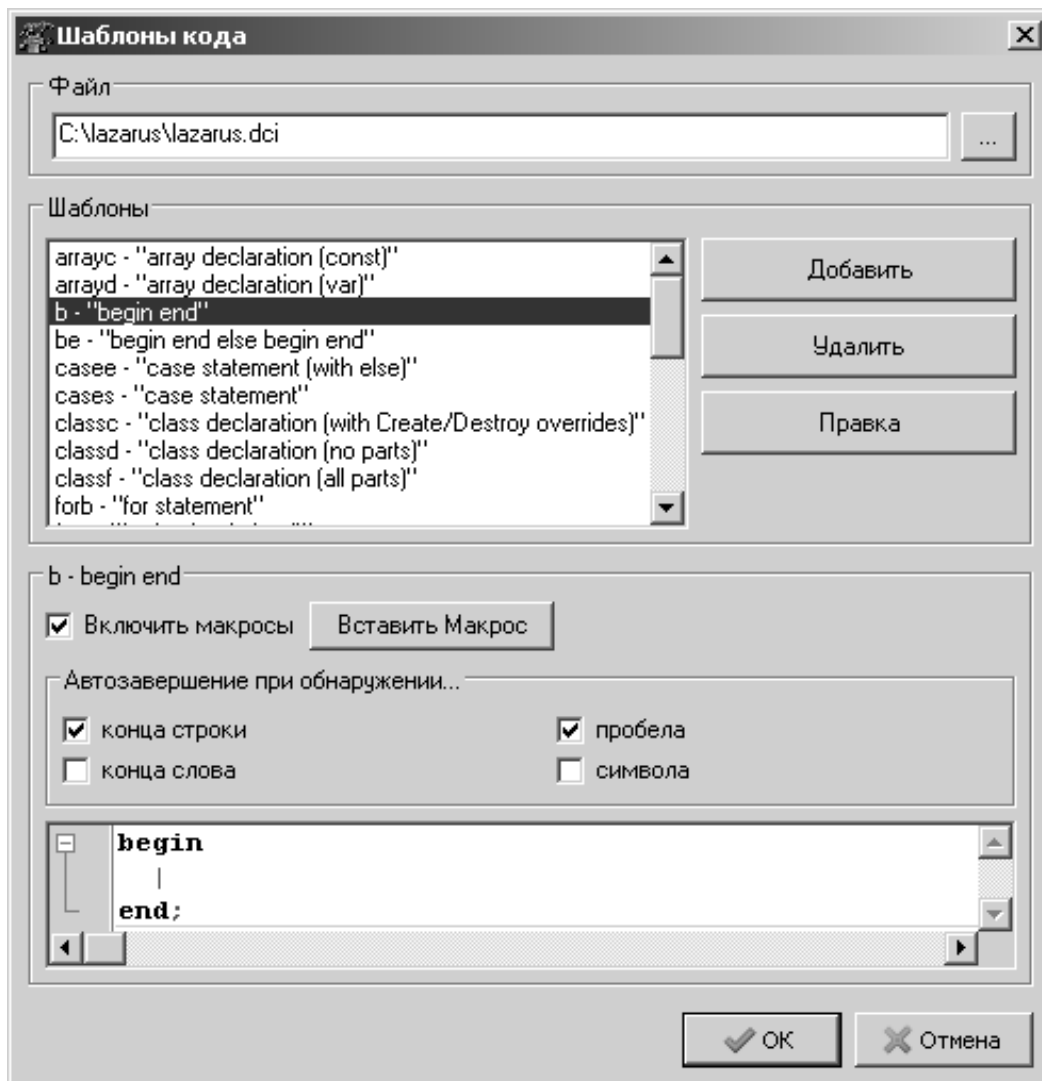 Шаблоны кода
Файл
C:\lazarus\lazarus.dci
...
Шаблоны
arrayc - "array declaration (const)"
arrayd - "array declaration (var)"
b - "begin end"
be - "begin end else begin end"
casee - "case statement (with else)"
cases - "case statement"
classc - "class declaration (with Create/Destroy overrides)"
classd - "class declaration (no parts)"
classf - "class declaration (all parts)"
forb - "for statement"
Добавить
Удалить
Правка
b - begin end
Включить макросы
Вставить Макрос
Автозавершение при обнаружении...
конца строки
пробела
конца слова
символа
begin
|
end;
OK
Отмена